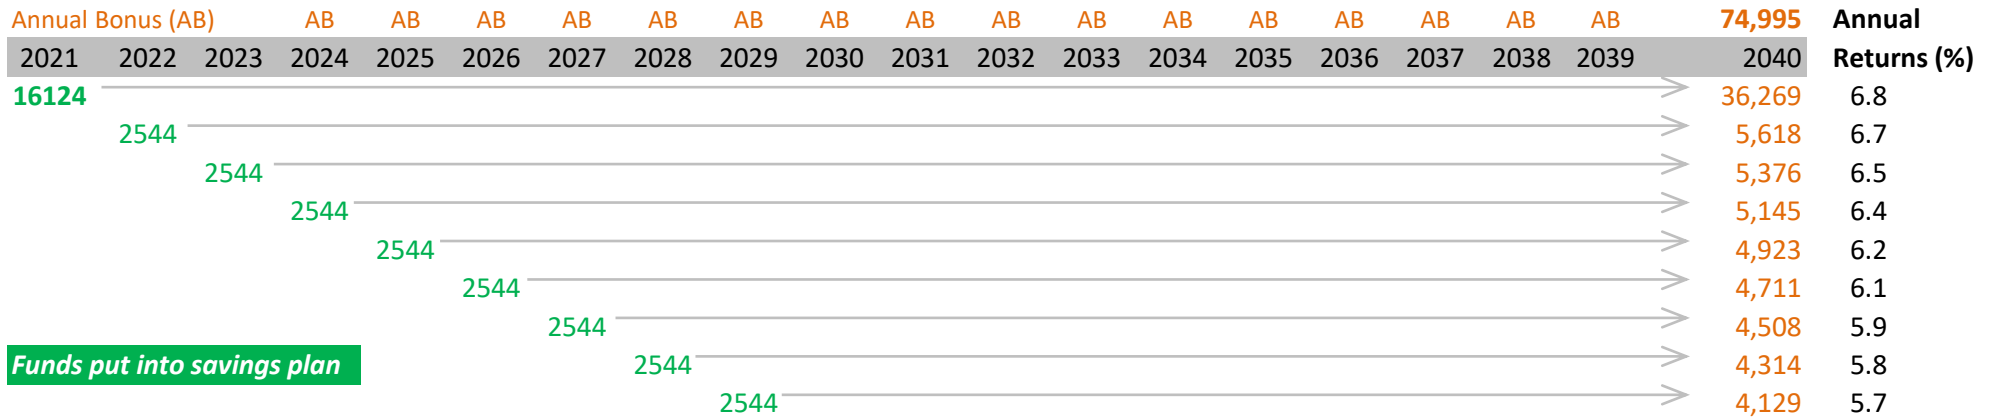 Annual Bonus (AB) AB AB AB AB AB AB AB AB AB AB AB AB AB AB AB AB 74,995 Annual
2021 2022 2023 2024 2025 2026 2027 2028 2029 2030 2031 2032 2033 2034 2035 2036 2037 2038 2039 2040 Returns (%)
16124 36,269 6.8
2544 5,618 6.7
2544 5,376 6.5
2544 5,145 6.4
2544 4,923 6.2
2544 4,711 6.1
2544 4,508 5.9
Funds put into savings plan 2544 4,314 5.8
2544 4,129 5.7